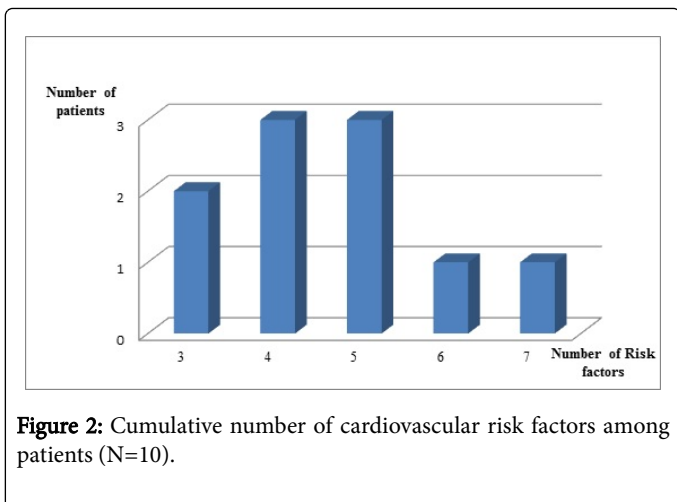 Number of
patients
3
2
1
0
3 4 5 6 7
Number of Risk
factors
Figure 2: Cumulative number of cardiovascular risk factors among
patients (N=10).